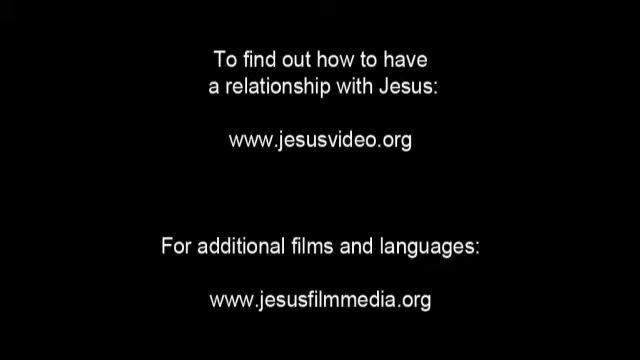 To find out how to have
a relationship with Jesus:
www.jesusvideo.org
For additional films and languages:
www.jesusfilmmedia.org